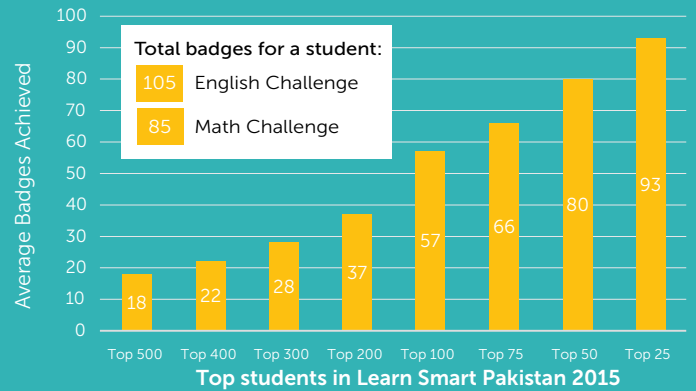 100
90
80
70
60
50
40
30
20
10
0
Average Badges Achieved
Total badges for a student:
105 English Challenge
85 Math Challenge
18
22
28
37
57
66
80
93
Top 500
Top 400
Top 300
Top 200
Top 100
Top 75
Top 50
Top 25
Top students in Learn Smart Pakistan 2015